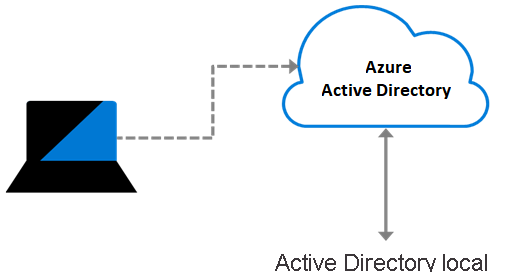 Azure
Active Directory
Active Directory local